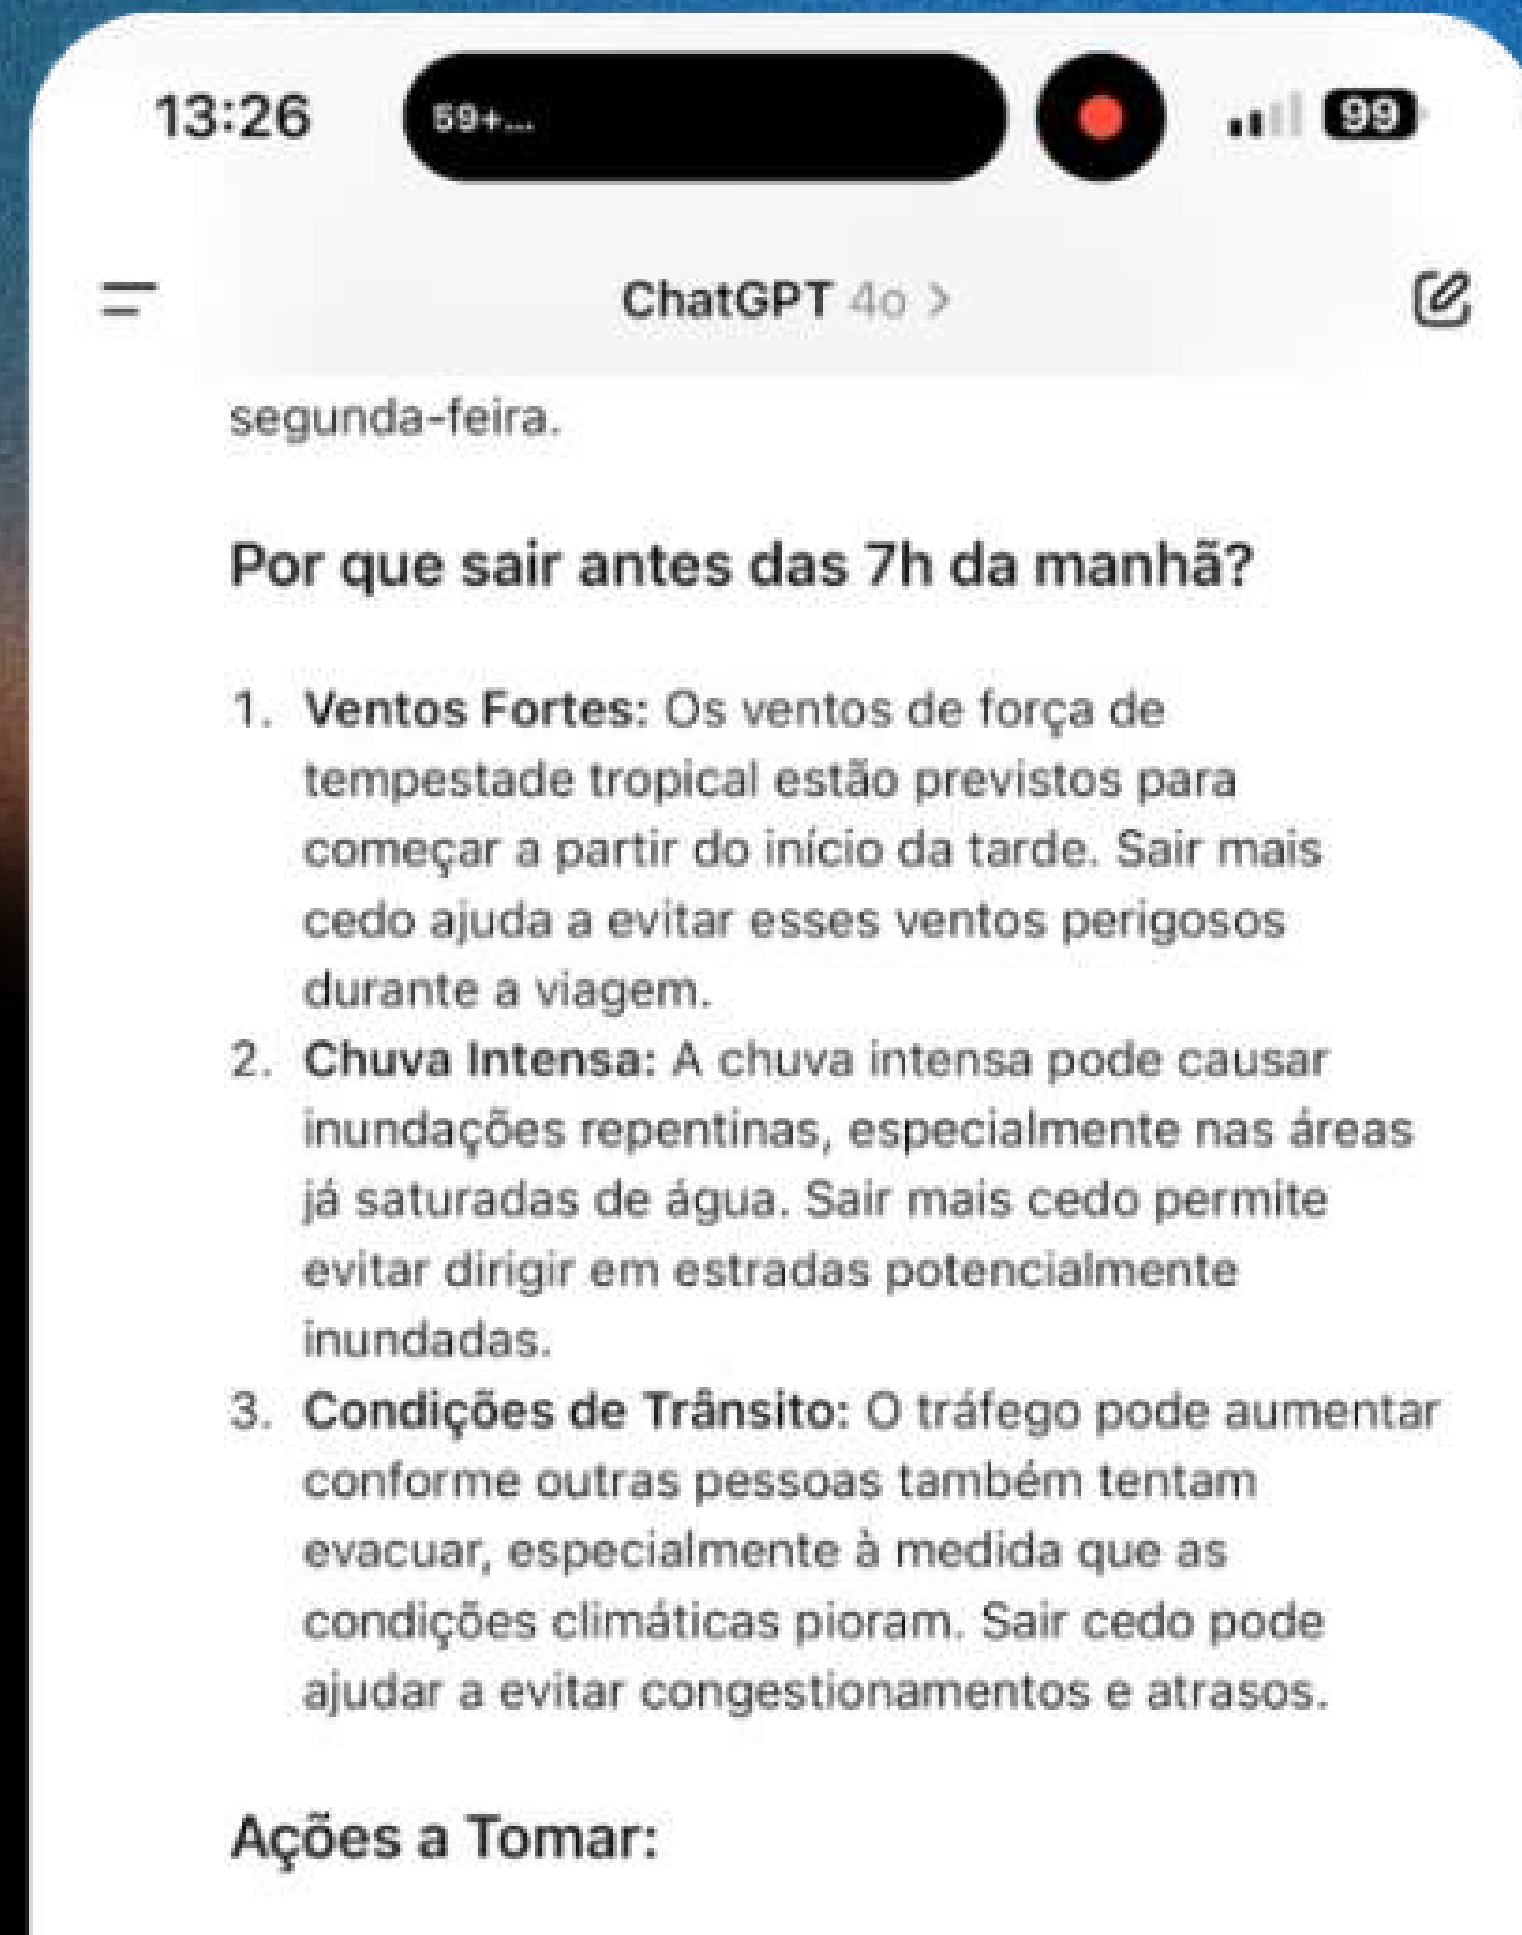 13:26
59+...
99
ChatGPT 4o >
segunda-feira.
Por que sair antes das 7h da manhã?
1. Ventos Fortes: Os ventos de força de
tempestade tropical estão previstos para
começar a partir do início da tarde. Sair mais
cedo ajuda a evitar esses ventos perigosos
durante a viagem.
2. Chuva Intensa: A chuva intensa pode causar
inundações repentinas, especialmente nas áreas
já saturadas de água. Sair mais cedo permite
evitar dirigir em estradas potencialmente
inundadas.
3. Condições de Trânsito: O tráfego pode aumentar
conforme outras pessoas também tentam
evacuar, especialmente à medida que as
condições climáticas pioram. Sair cedo pode
ajudar a evitar congestionamentos e atrasos.
Ações a Tomar: